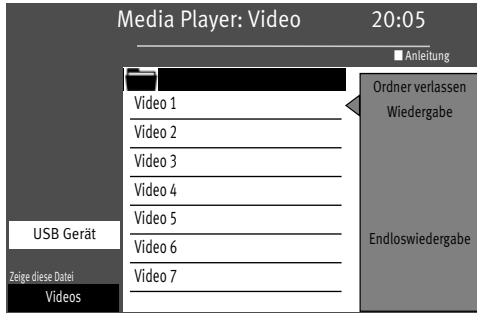 Media Player: Video 20:05
Anleitung
Video 1
Video 2
Video 3
Video 4
Video 5
Video 6
Video 7
Ordner verlassen
Wiedergabe
Endloswiedergabe
USB Gerät
Zeige diese Datei
Videos